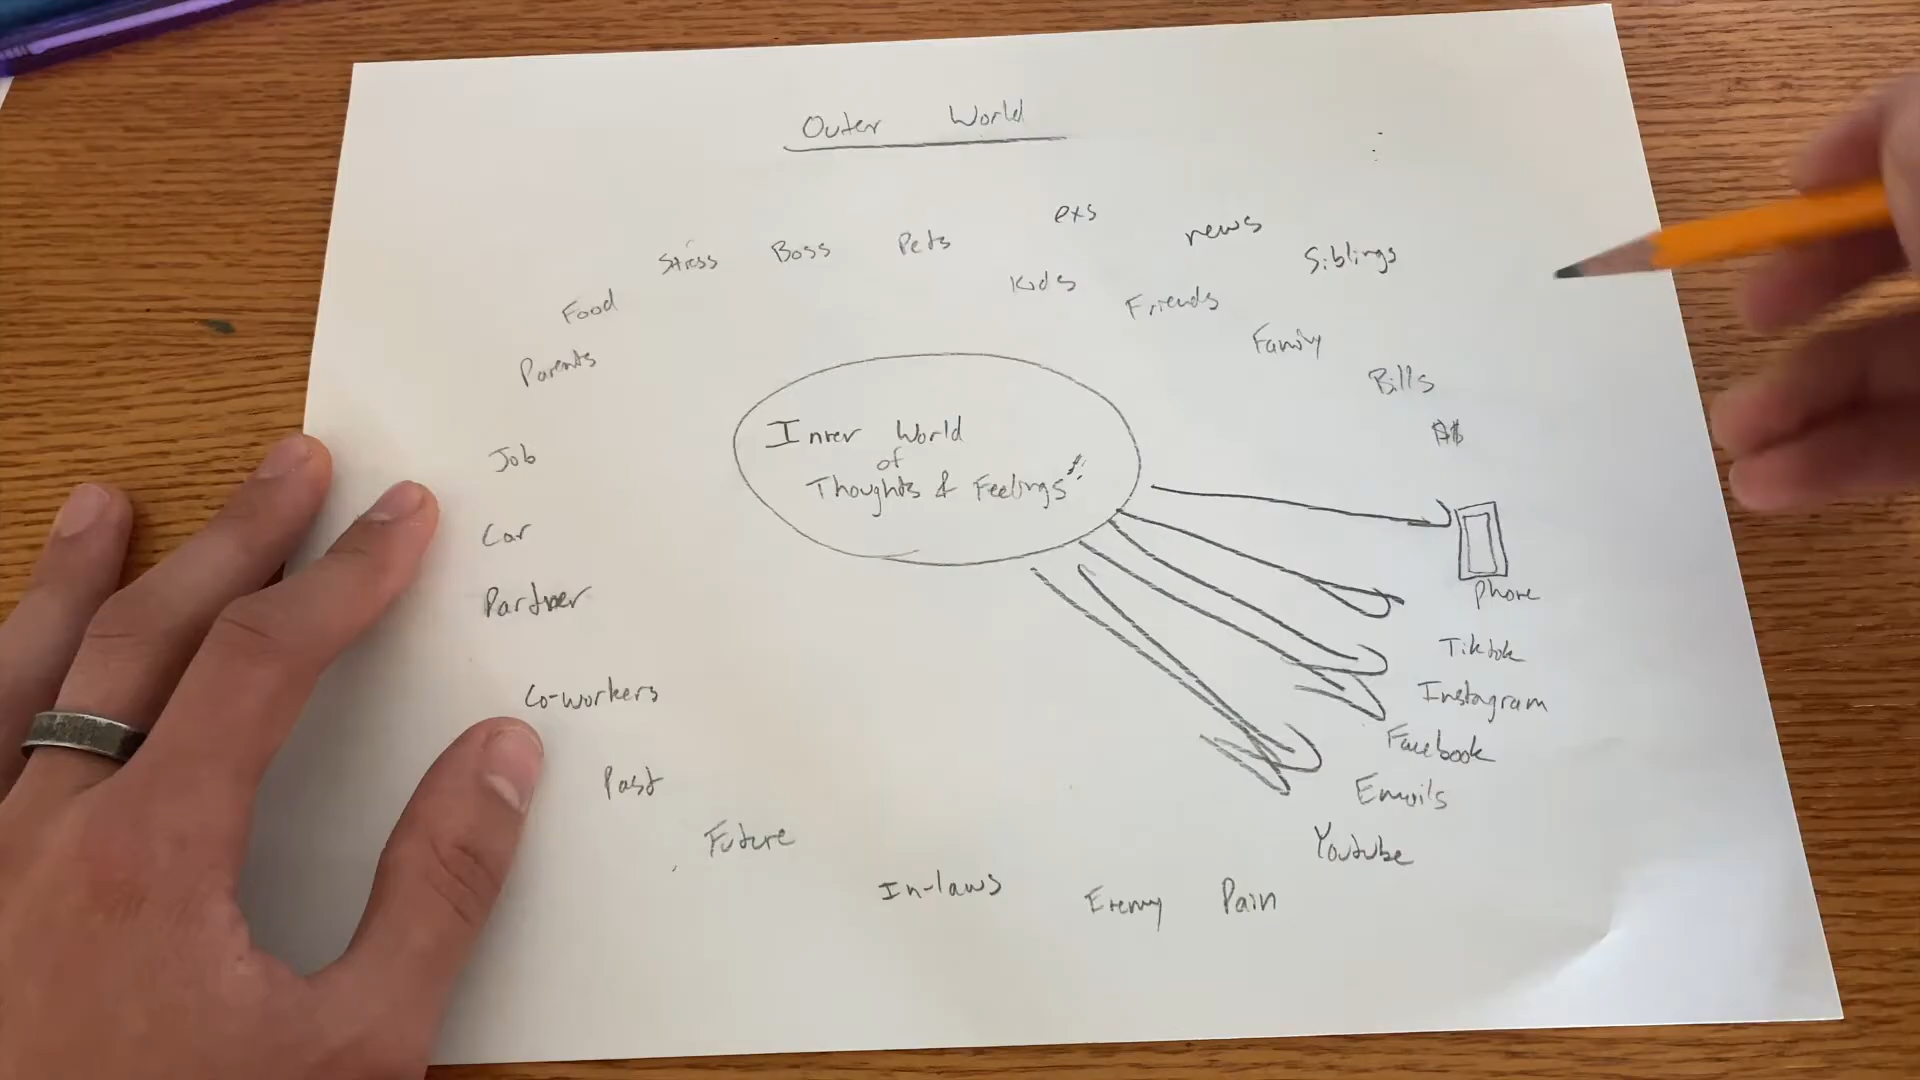 Outer World
exs
news
Stress Boss Pets
Siblings
Kids
Friends
Food
Family
Parents
Bills
$$
Inner World
of
Thoughts & Feelings
Job
Car
Phone
Partner
Tiktok
Instagram
Co-workers
Facebook
Past
Emails
Future
Youtube
In-laws
Enemy Pain